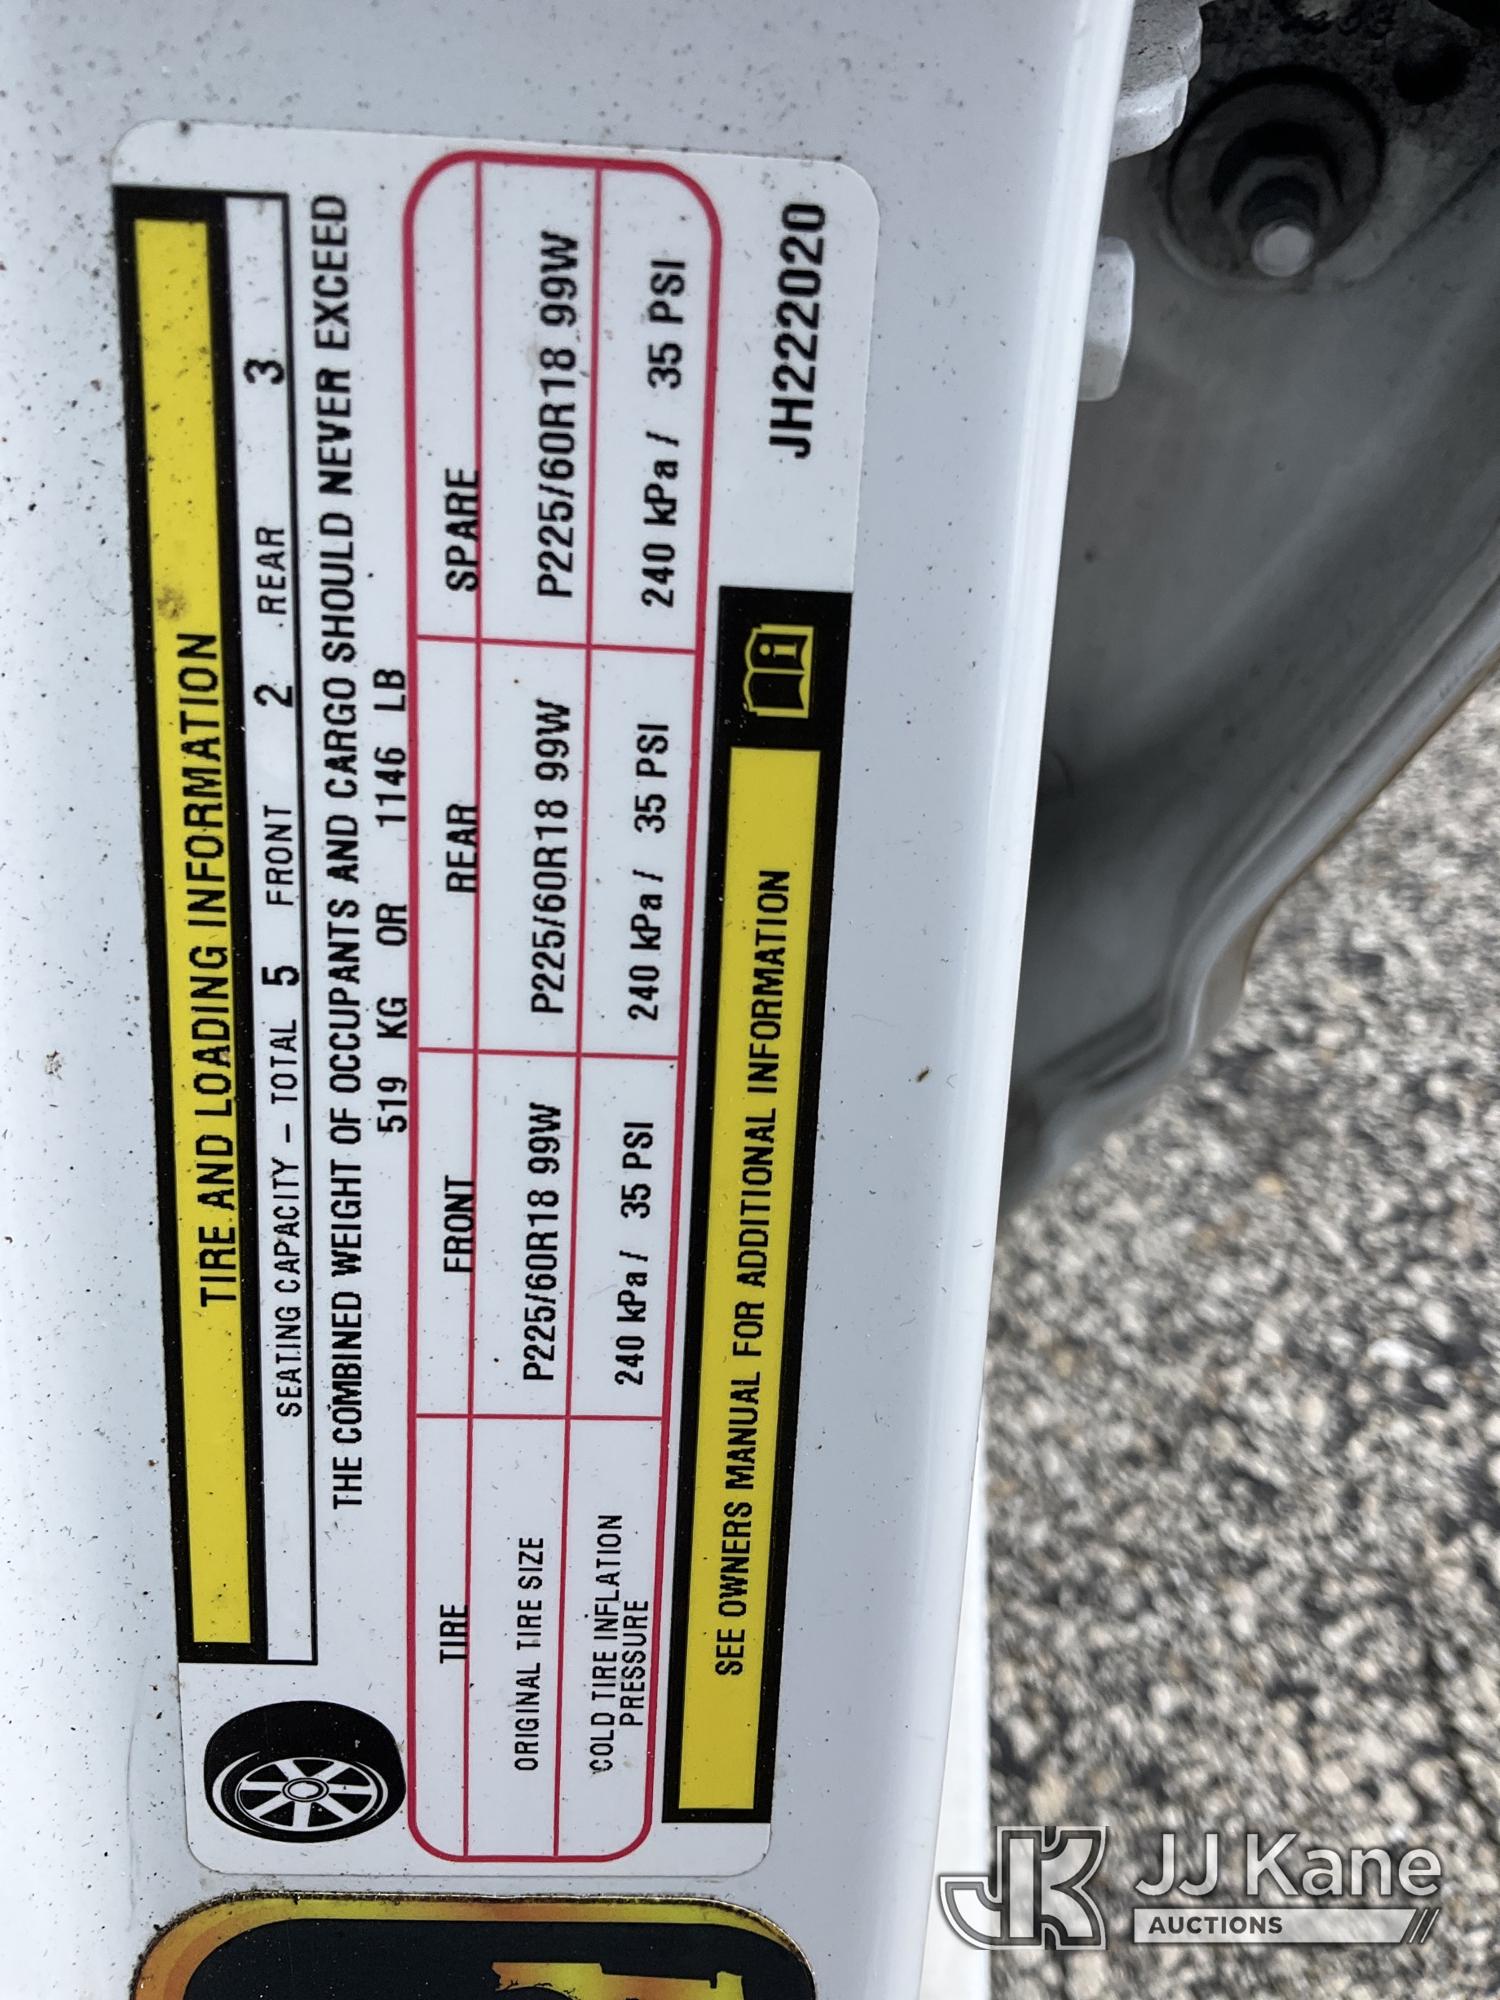 TIRE AND LOADING INFORMATION
SEATING CAPACITY - TOTAL 5 FRONT 2 REAR 3
THE COMBINED WEIGHT OF OCCUPANTS AND CARGO SHOULD NEVER EXCEED
519 KG OR 1146 LB
TIRE FRONT REAR SPARE
ORIGINAL TIRE SIZE P225/60R18 99W P225/60R18 99W P225/60R18 99W
COLD TIRE INFLATION
PRESSURE 240 kPa / 35 PSI 240 kPa / 35 PSI 240 kPa / 35 PSI
SEE OWNERS MANUAL FOR ADDITIONAL INFORMATION
JH222020
JK JJ Kane
AUCTIONS